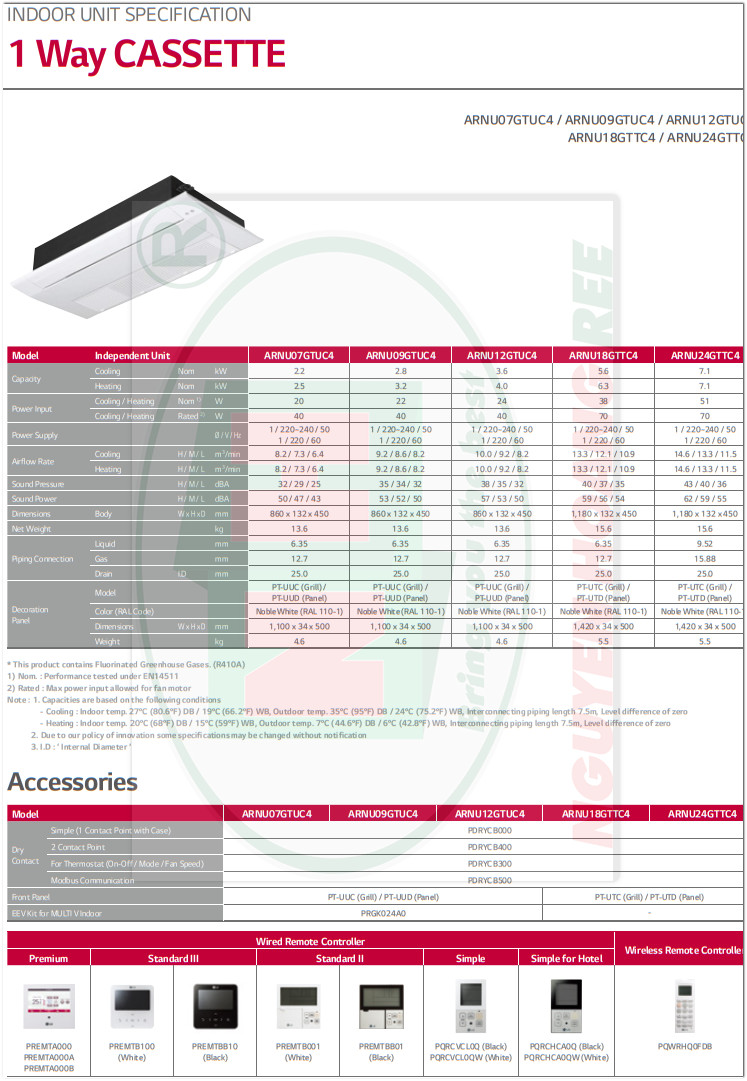 INDOOR UNIT SPECIFICATION
1 Way CASSETTE
ARNU07GTUC4 / ARNU09GTUC4 / ARNU12GTUC
ARNU18GTTC4 / ARNU24GTTC
Model Independent Unit ARNU07GTUC4 ARNU09GTUC4 ARNU12GTUC4 ARNU18GTTC4 ARNU24GTTC4
Capacity
Cooling Nom kW 2.2 2.8 3.6 5.6 7.1
Heating Nom kW 2.5 3.2 4.0 6.3 7.1
Power Input
Cooling / Heating Nom 1) W 20 22 24 38 51
Cooling / Heating Rated 2) W 40 40 40 70 70
Power Supply Ø / V / Hz
1 / 220~240 / 50 1 / 220~240 / 50 1 / 220~240 / 50 1 / 220~240 / 50 1 / 220~240 / 50
1 / 220 / 60 1 / 220 / 60 1 / 220 / 60 1 / 220 / 60 1 / 220 / 60
Airflow Rate
Cooling H / M / L m³/min 8.2 / 7.3 / 6.4 9.2 / 8.6 / 8.2 10.0 / 9.2 / 8.2 13.3 / 12.1 / 10.9 14.6 / 13.3 / 11.5
Heating H / M / L m³/min 8.2 / 7.3 / 6.4 9.2 / 8.6 / 8.2 10.0 / 9.2 / 8.2 13.3 / 12.1 / 10.9 14.6 / 13.3 / 11.5
Sound Pressure H / M / L dBA 32 / 29 / 25 35 / 34 / 32 38 / 35 / 32 40 / 37 / 35 43 / 40 / 36
Sound Power H / M / L dBA 50 / 47 / 43 53 / 52 / 50 57 / 53 / 50 59 / 56 / 54 62 / 59 / 55
Dimensions Body W x H x D mm 860 x 132 x 450 860 x 132 x 450 860 x 132 x 450 1,180 x 132 x 450 1,180 x 132 x 450
Net Weight kg 13.6 13.6 13.6 15.6 15.6
Piping Connection
Liquid mm 6.35 6.35 6.35 6.35 9.52
Gas mm 12.7 12.7 12.7 12.7 15.88
Drain I.D mm 25.0 25.0 25.0 25.0 25.0
Decoration
Panel
Model
PT-UUC (Grill) / PT-UUC (Grill) / PT-UUC (Grill) / PT-UTC (Grill) / PT-UTC (Grill) /
PT-UUD (Panel) PT-UUD (Panel) PT-UUD (Panel) PT-UTD (Panel) PT-UTD (Panel)
Color (RAL Code) Noble White (RAL 110-1) Noble White (RAL 110-1) Noble White (RAL 110-1) Noble White (RAL 110-1) Noble White (RAL 110-
Dimensions W x H x D mm 1,100 x 34 x 500 1,100 x 34 x 500 1,100 x 34 x 500 1,420 x 34 x 500 1,420 x 34 x 500
Weight kg 4.6 4.6 4.6 5.5 5.5
* This product contains Fluorinated Greenhouse Gases. (R410A)
1) Nom. : Performance tested under EN14511
2) Rated : Max power input allowed for fan motor
Note : 1. Capacities are based on the following conditions
- Cooling : Indoor temp. 27℃ (80.6°F) DB / 19℃ (66.2°F) WB, Outdoor temp. 35℃ (95°F) DB / 24℃ (75.2°F) WB, Interconnecting piping length 7.5m, Level difference of zero
- Heating : Indoor temp. 20℃ (68°F) DB / 15℃ (59°F) WB, Outdoor temp. 7℃ (44.6°F) DB / 6℃ (42.8°F) WB, Interconnecting piping length 7.5m, Level difference of zero
2. Due to our policy of innovation some specifications may be changed without notification
3. I.D : ' Internal Diameter '
®
bring you the best
NGUYEN HONG GREE
Accessories
Model ARNU07GTUC4 ARNU09GTUC4 ARNU12GTUC4 ARNU18GTTC4 ARNU24GTTC4
Dry
Contact
Simple (1 Contact Point with Case) PDRYCB000
2 Contact Point PDRYCB400
For Thermostat (On-Off / Mode / Fan Speed) PDRYCB300
Modbus Communication PDRYCB500
Front Panel PT-UUC (Grill) / PT-UUD (Panel) PT-UTC (Grill) / PT-UTD (Panel)
EEV Kit for MULTI V Indoor PRGK024A0 -
Wired Remote Controller Wireless Remote Controller
Premium Standard III Standard II Simple Simple for Hotel
PREMTA000 PREMTB100 PREMTBB10 PREMTB001 PREMTBB01 PQRCVCL0Q (Black) PQRCHCA0Q (Black) PQWRHQ0FDB
PREMTA000A (White) (Black) (White) (Black) PQRCVCL0QW (White) PQRCHCA0QW (White)
PREMTA000B